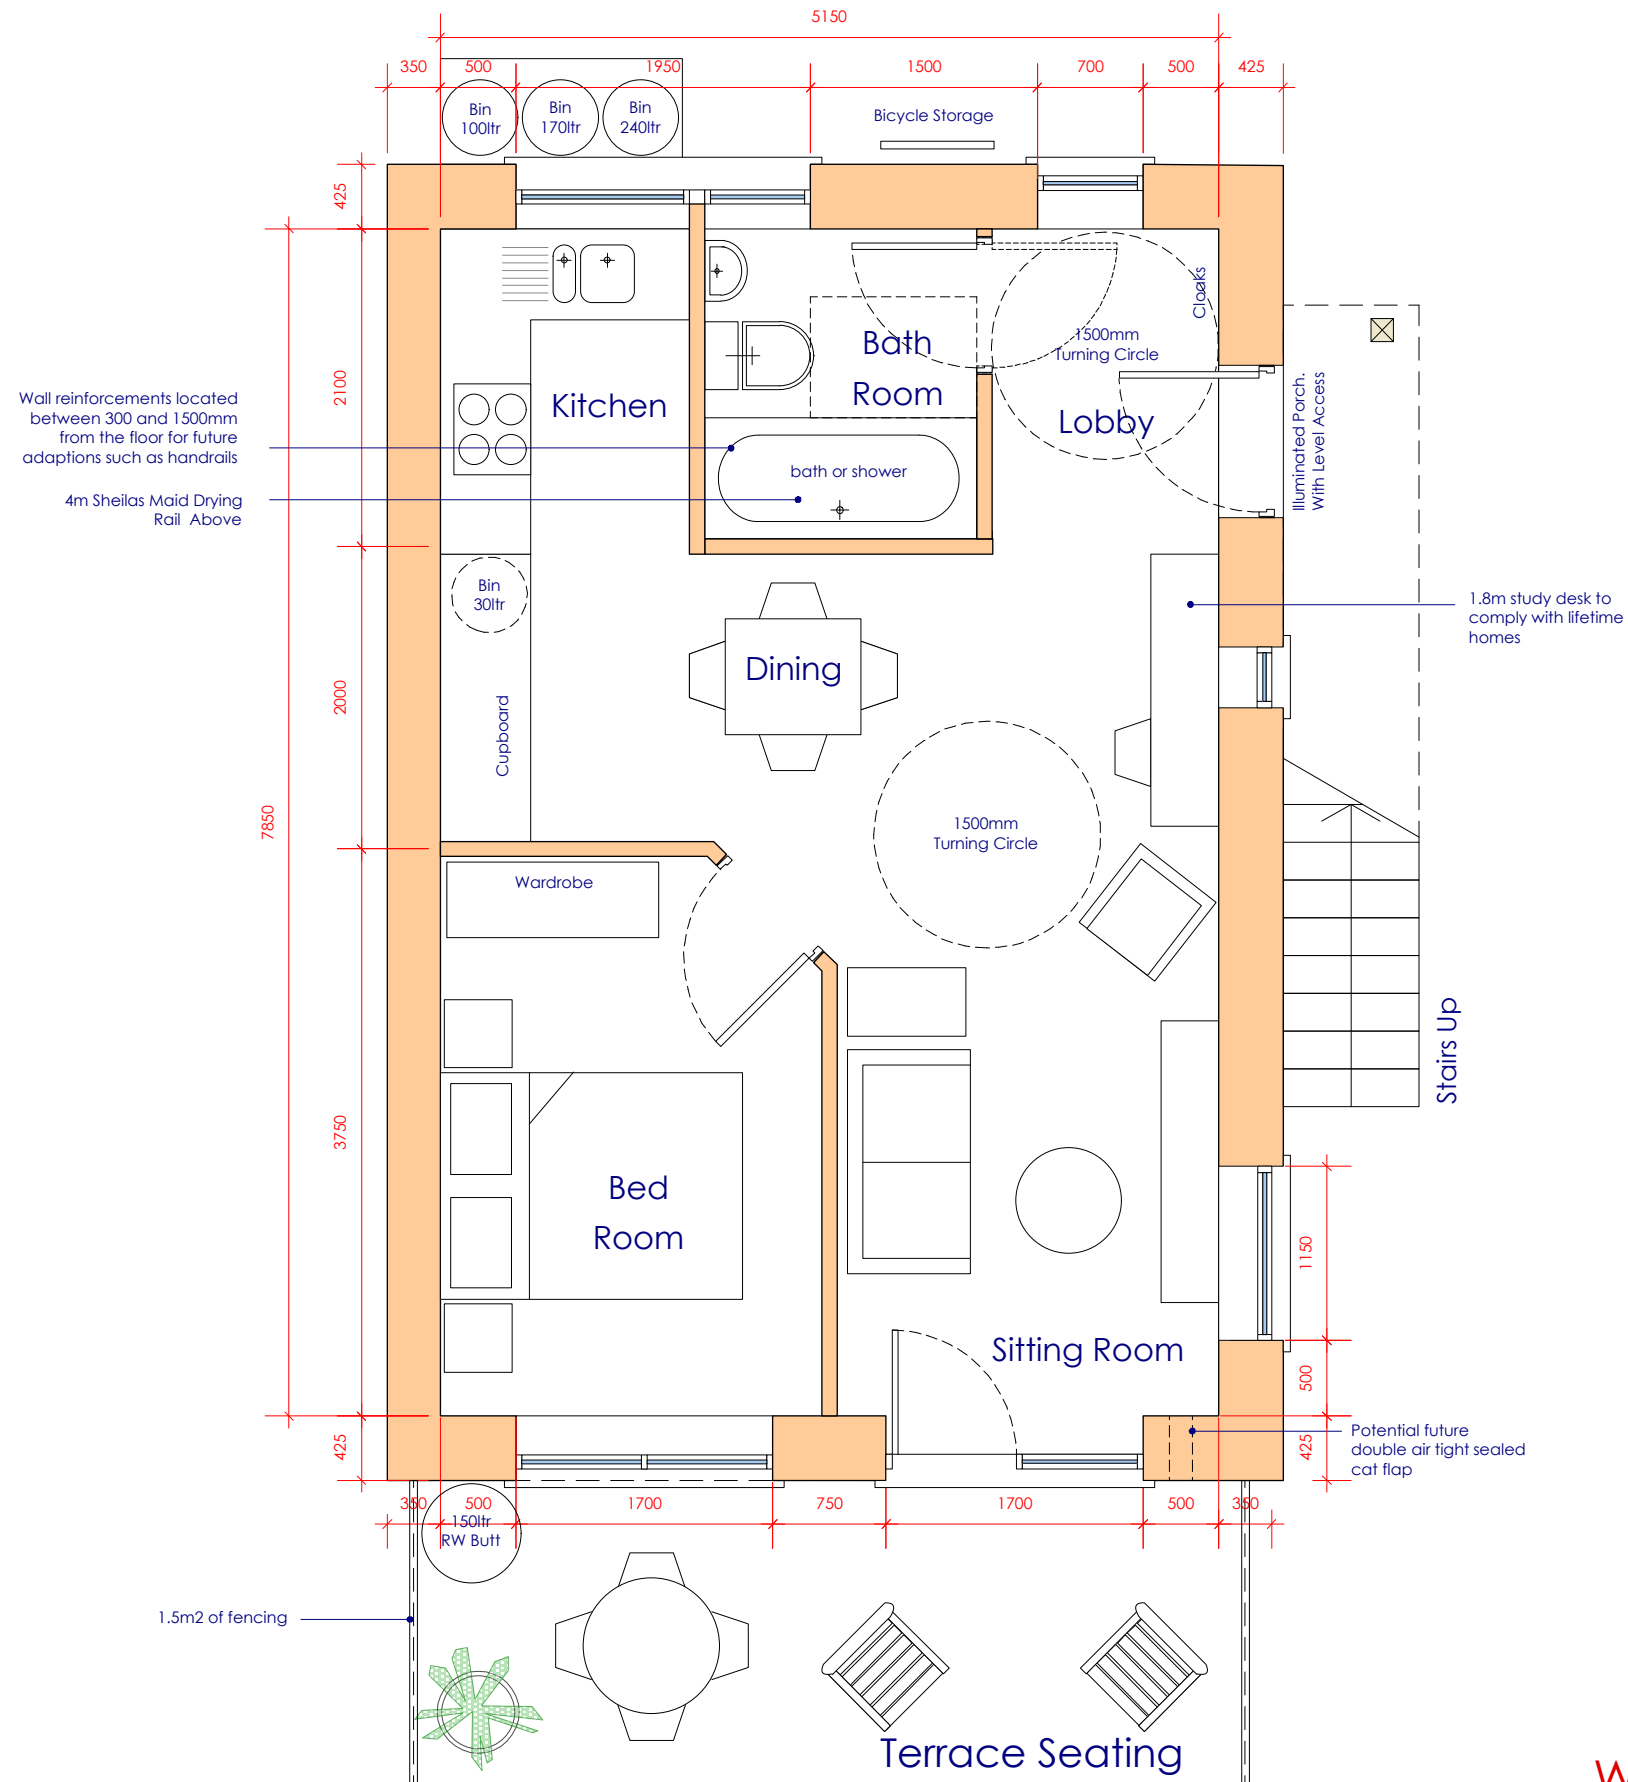 5150
350
500
1950
1500
700
500
425
Bin
100ltr
Bin
170ltr
Bin
240ltr
Bicycle Storage
425
7850
2100
2000
3750
425
Cloaks
1500mm
Turning Circle
Bath
Room
Kitchen
Lobby
Illuminated Porch.
With Level Access
Wall reinforcements located
between 300 and 1500mm
from the floor for future
adaptions such as handrails
4m Sheilas Maid Drying
Rail Above
bath or shower
Bin
30ltr
Cupboard
Dining
1.8m study desk to
comply with lifetime
homes
1500mm
Turning Circle
Wardrobe
Stairs Up
Bed
Room
Sitting Room
1150
500
425
Potential future
double air tight sealed
cat flap
350
500
1700
750
1700
500
350
150ltr
RW Butt
1.5m2 of fencing
Terrace Seating